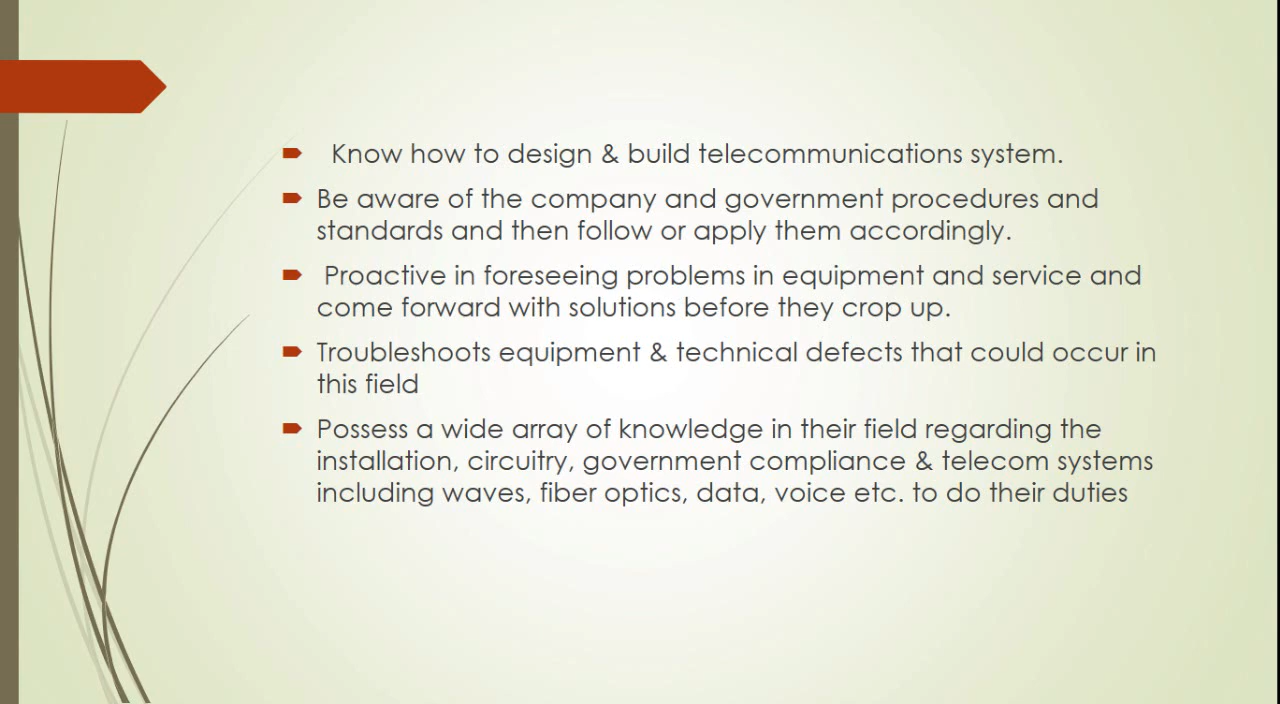 Know how to design & build telecommunications system.
Be aware of the company and government procedures and
standards and then follow or apply them accordingly.
Proactive in foreseeing problems in equipment and service and
come forward with solutions before they crop up.
Troubleshoots equipment & technical defects that could occur in
this field
Possess a wide array of knowledge in their field regarding the
installation, circuitry, government compliance & telecom systems
including waves, fiber optics, data, voice etc. to do their duties